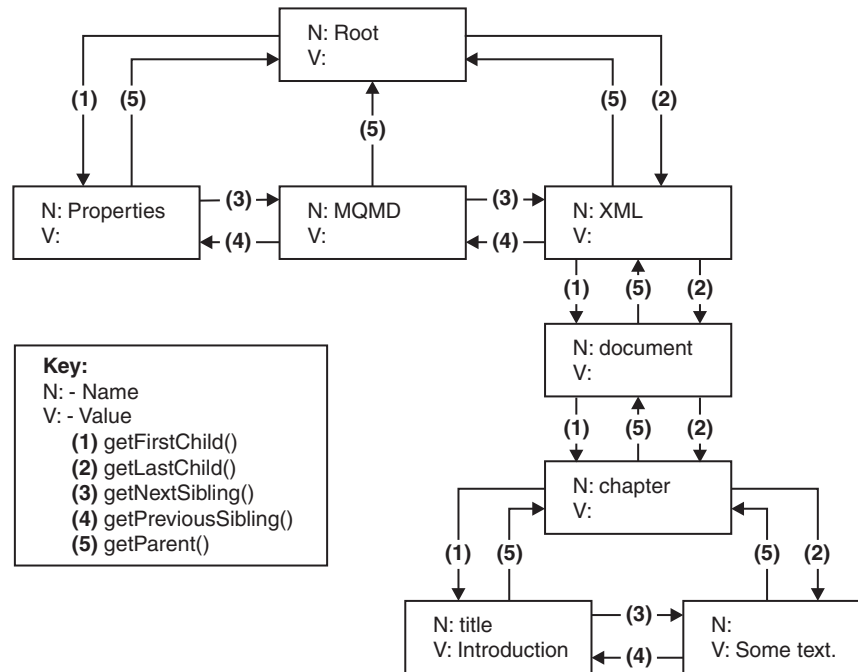 N: Root
V:
(1)
(5)
(5)
(5)
(2)
N: Properties
V:
(3)
(4)
N: MQMD
V:
(3)
(4)
N: XML
V:
(1)
(5)
(2)
N: document
V:
(1)
(5)
(2)
Key:
N: - Name
V: - Value
(1) getFirstChild()
(2) getLastChild()
(3) getNextSibling()
(4) getPreviousSibling()
(5) getParent()
N: chapter
V:
(1)
(5)
(5)
(2)
N: title
V: Introduction
(3)
(4)
N:
V: Some text.